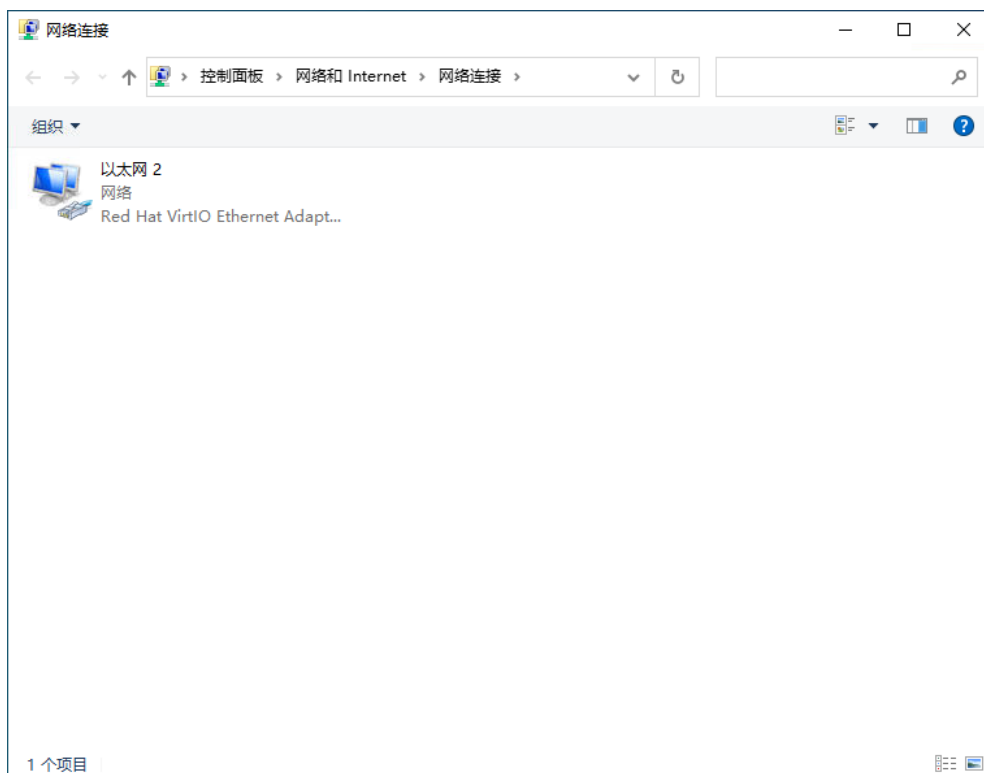 网络连接
控制面板 › 网络和 Internet › 网络连接 ›
组织
以太网 2
网络
Red Hat VirtIO Ethernet Adapt...
1 个项目